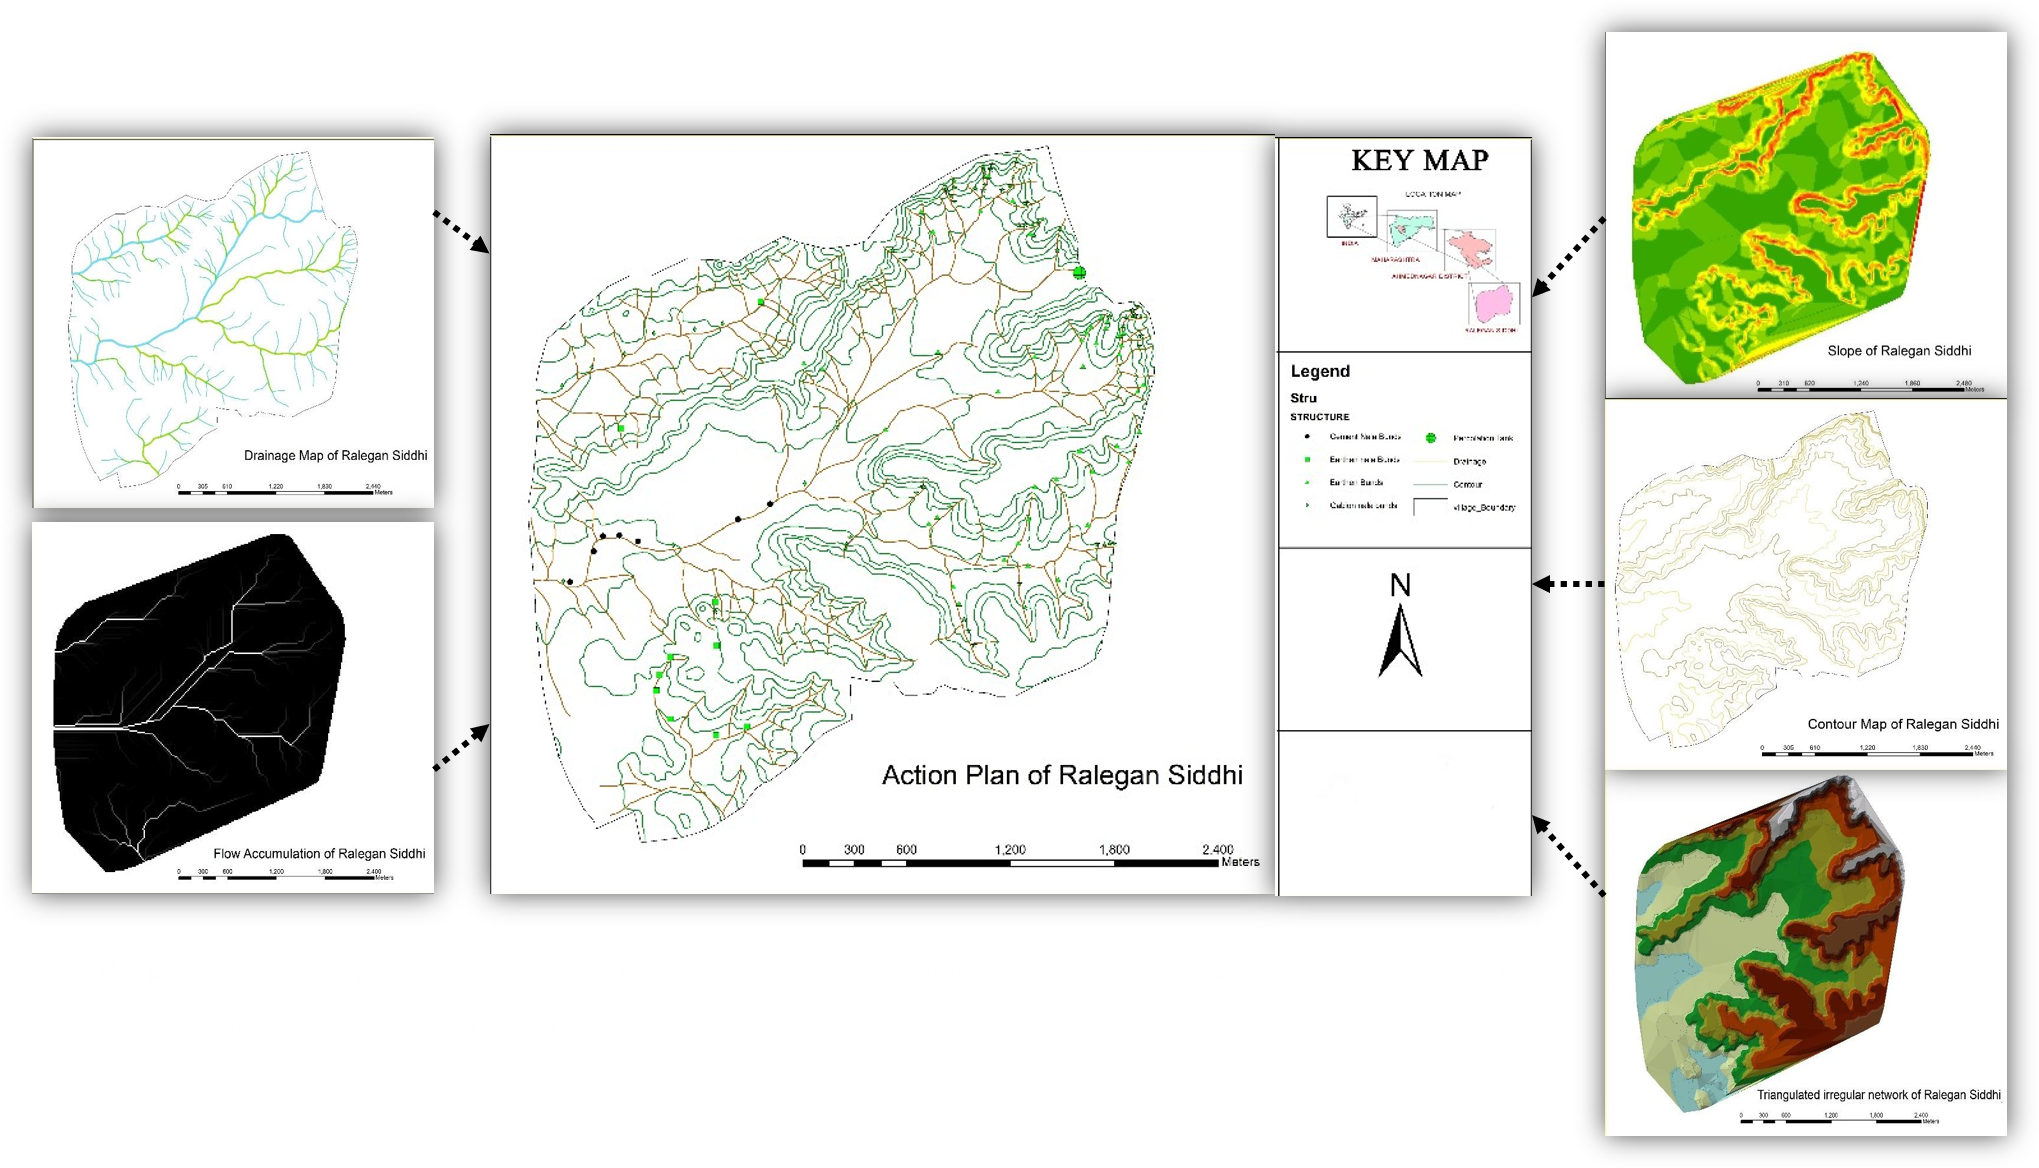 Drainage Map of Ralegan Siddhi
0 305 610 1,220 1,830 2,440
Meters
Flow Accumulation of Ralegan Siddhi
0 300 600 1,200 1,800 2,400
Meters
Action Plan of Ralegan Siddhi
0 300 600 1,200 1,800 2,400
Meters
KEY MAP
LOCATION MAP
INDIA
MAHARASHTRA
AHMEDNAGAR DISTRICT
RALEGAN SIDDHI
Legend
Stru
STRUCTURE
Cement Nala Bunds
Percolation Tank
Earthen nala Bunds
Drainage
Earthen Bunds
Contour
Gabion nala bunds
village_Boundary
N
Slope of Ralegan Siddhi
0 310 620 1,240 1,860 2,480
Meters
Contour Map of Ralegan Siddhi
0 305 610 1,220 1,830 2,440
Meters
Triangulated irregular network of Ralegan Siddhi
0 300 600 1,200 1,800 2,400
Meters